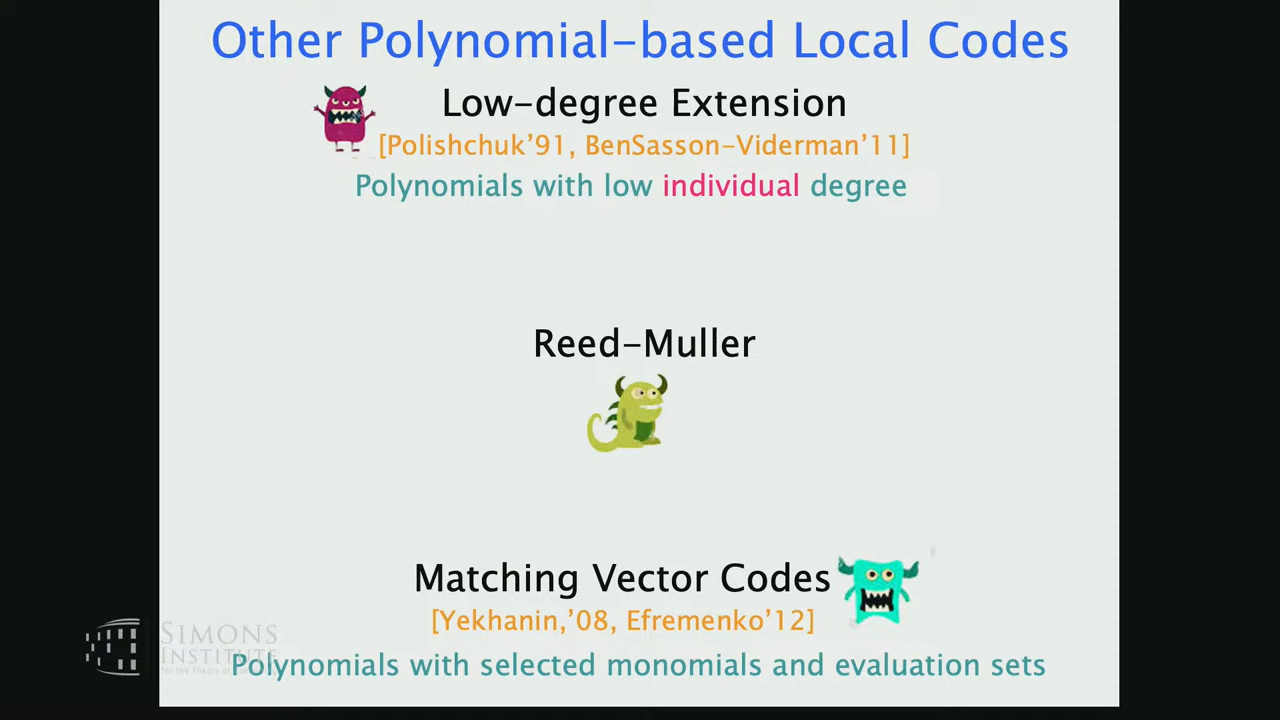 Other Polynomial-based Local Codes
Low-degree Extension
[Polishchuk’91, BenSasson-Viderman’11]
Polynomials with low individual degree
Reed-Muller
Matching Vector Codes
[Yekhanin,’08, Efremenko’12]
SIMONS
INSTITUTE
Polynomials with selected monomials and evaluation sets